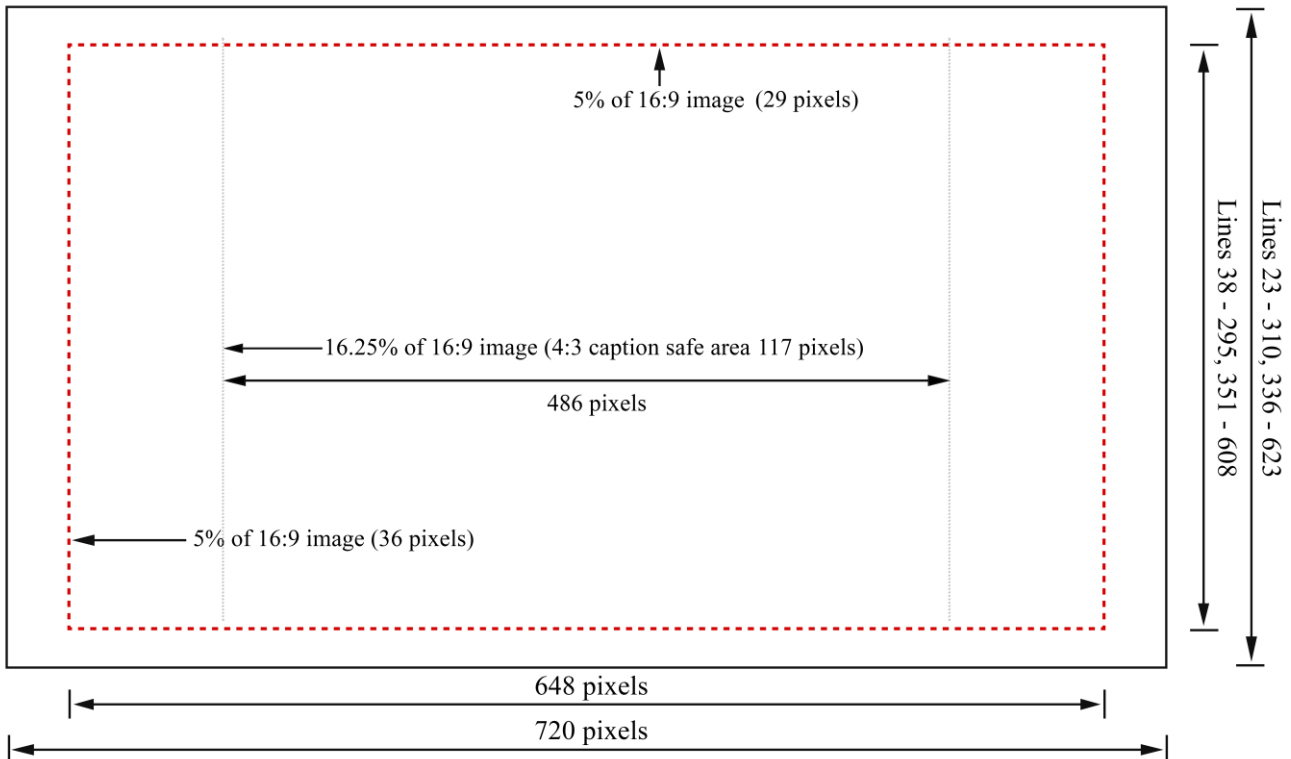 5% of 16:9 image (29 pixels)
16.25% of 16:9 image (4:3 caption safe area 117 pixels)
486 pixels
5% of 16:9 image (36 pixels)
648 pixels
720 pixels
Lines 38 - 295, 351 - 608
Lines 23 - 310, 336 - 623